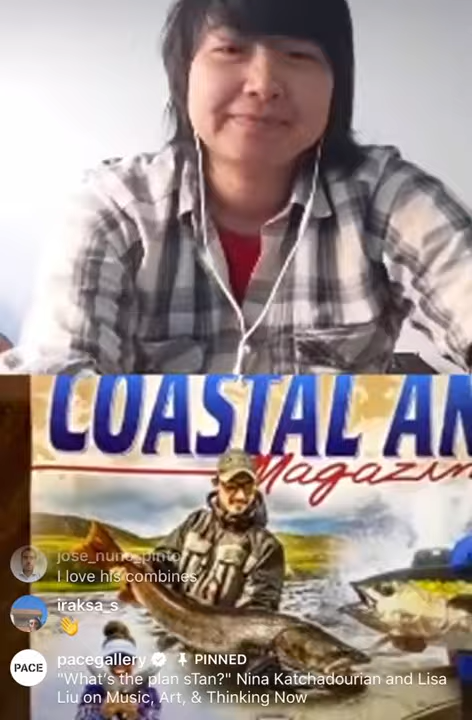 COASTAL AN
Magazin
jose_nuno_pinto
I love his combines
iraksa_s
👋
PACE
pacegallery PINNED
"What's the plan sTan?" Nina Katchadourian and Lisa
Liu on Music, Art, & Thinking Now